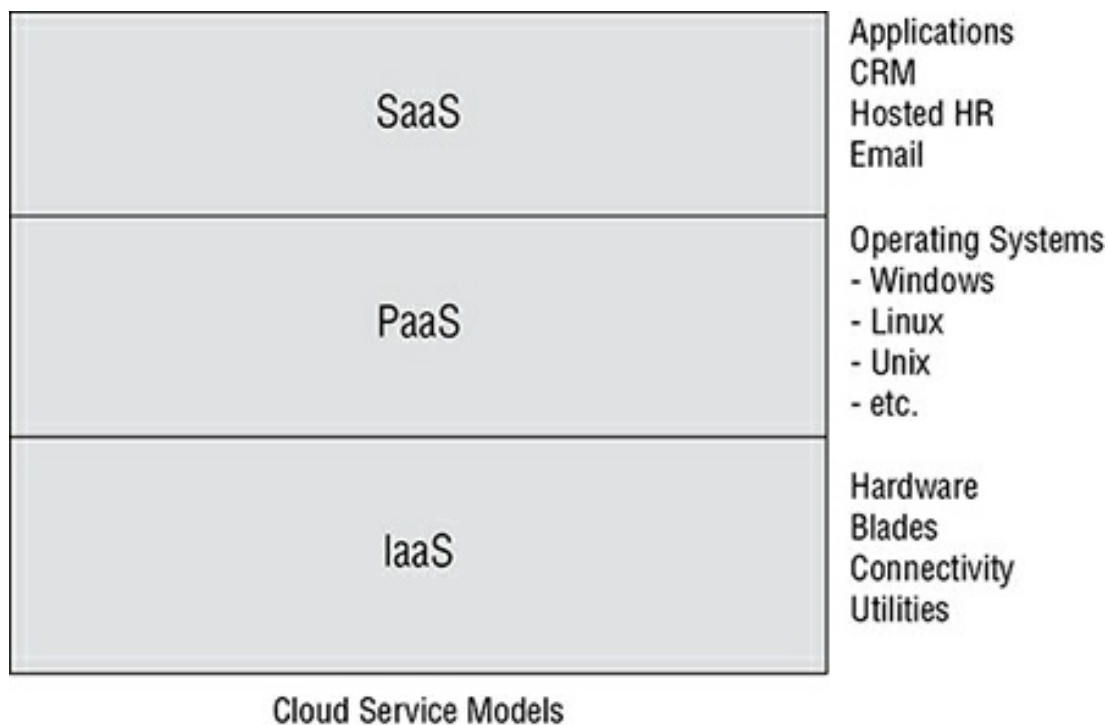 SaaS
Applications
CRM
Hosted HR
Email
PaaS
Operating Systems
- Windows
- Linux
- Unix
- etc.
IaaS
Hardware
Blades
Connectivity
Utilities
Cloud Service Models